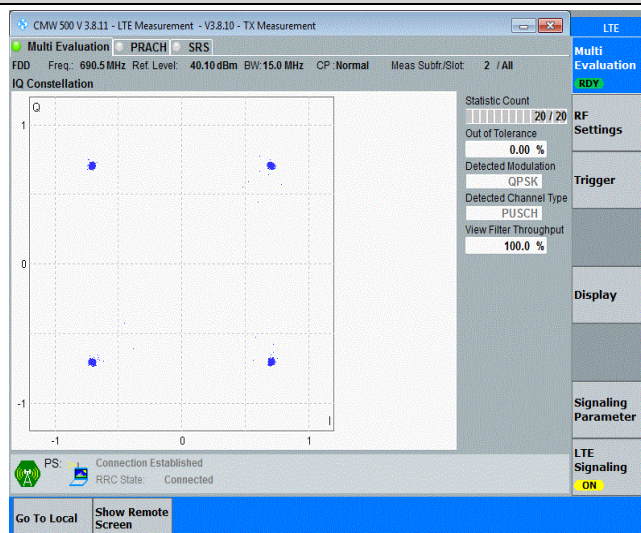 CMW 500 V 3.8.11 - LTE Measurement - V3.8.10 - TX Measurement
Multi Evaluation PRACH SRS
FDD Freq.: 690.5 MHz Ref. Level: 40.10 dBm BW: 15.0 MHz CP : Normal Meas Subfr./Slot: 2 / All
IQ Constellation
Q
1
0
-1
-1 0 1
I
Statistic Count
20 / 20
Out of Tolerance
0.00 %
Detected Modulation
QPSK
Detected Channel Type
PUSCH
View Filter Throughput
100.0 %
PS: Connection Established
RRC State: Connected
LTE
Multi
Evaluation
RDY
RF
Settings
Trigger
Display
Signaling
Parameter
LTE
Signaling
ON
Go To Local
Show Remote
Screen